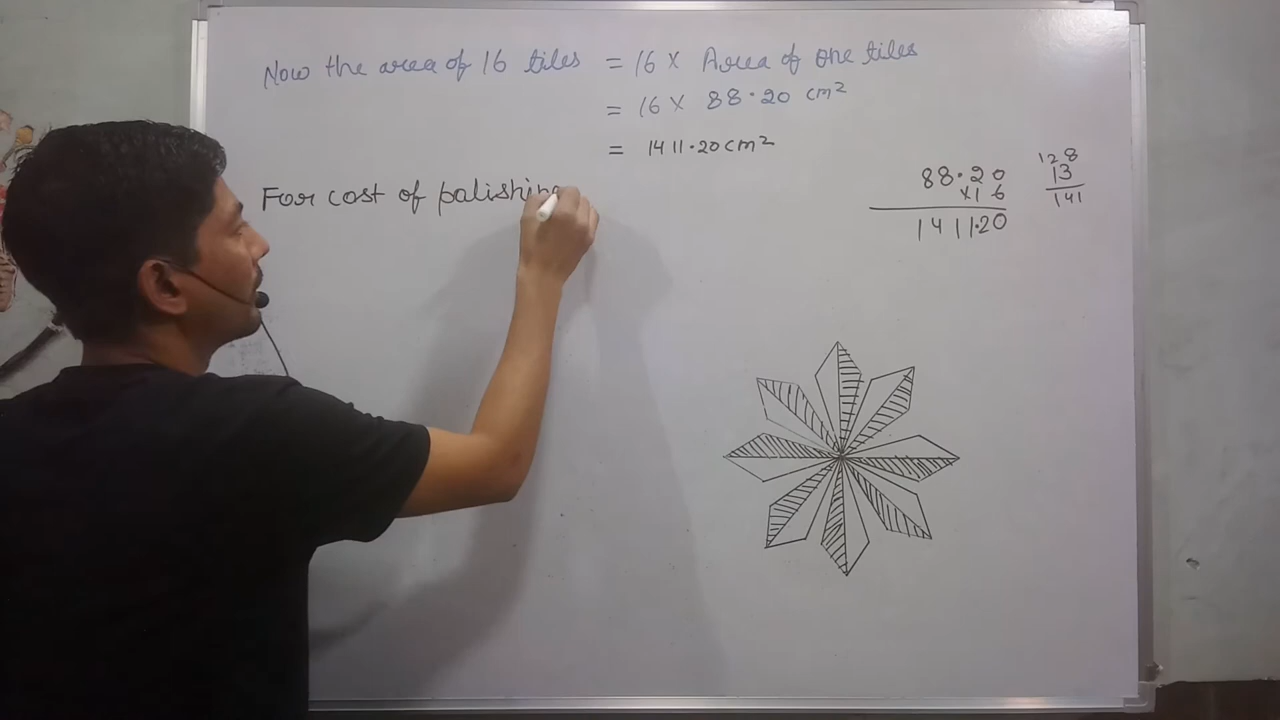 Now the area of 16 tiles = 16 × Area of one tiles
= 16 × 88.20 cm²
= 1411.20 cm²
For cost of palishing
88.20
×16
1411.20
128
13
141